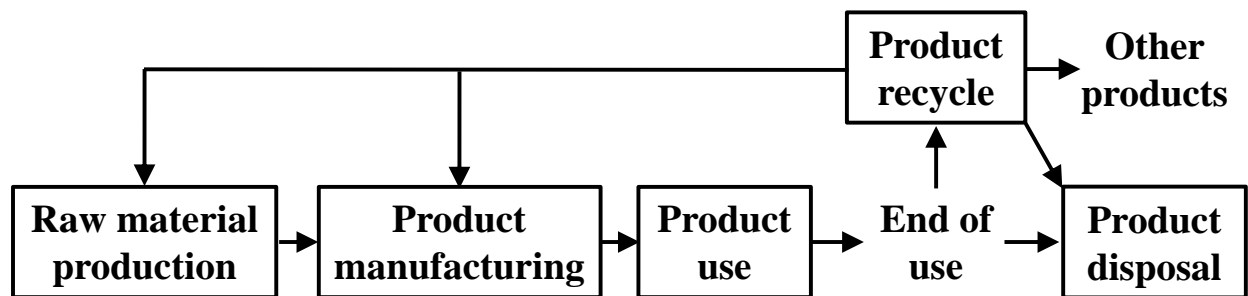 Product
recycle
Other
products
Raw material
production
Product
manufacturing
Product
use
End of
use
Product
disposal